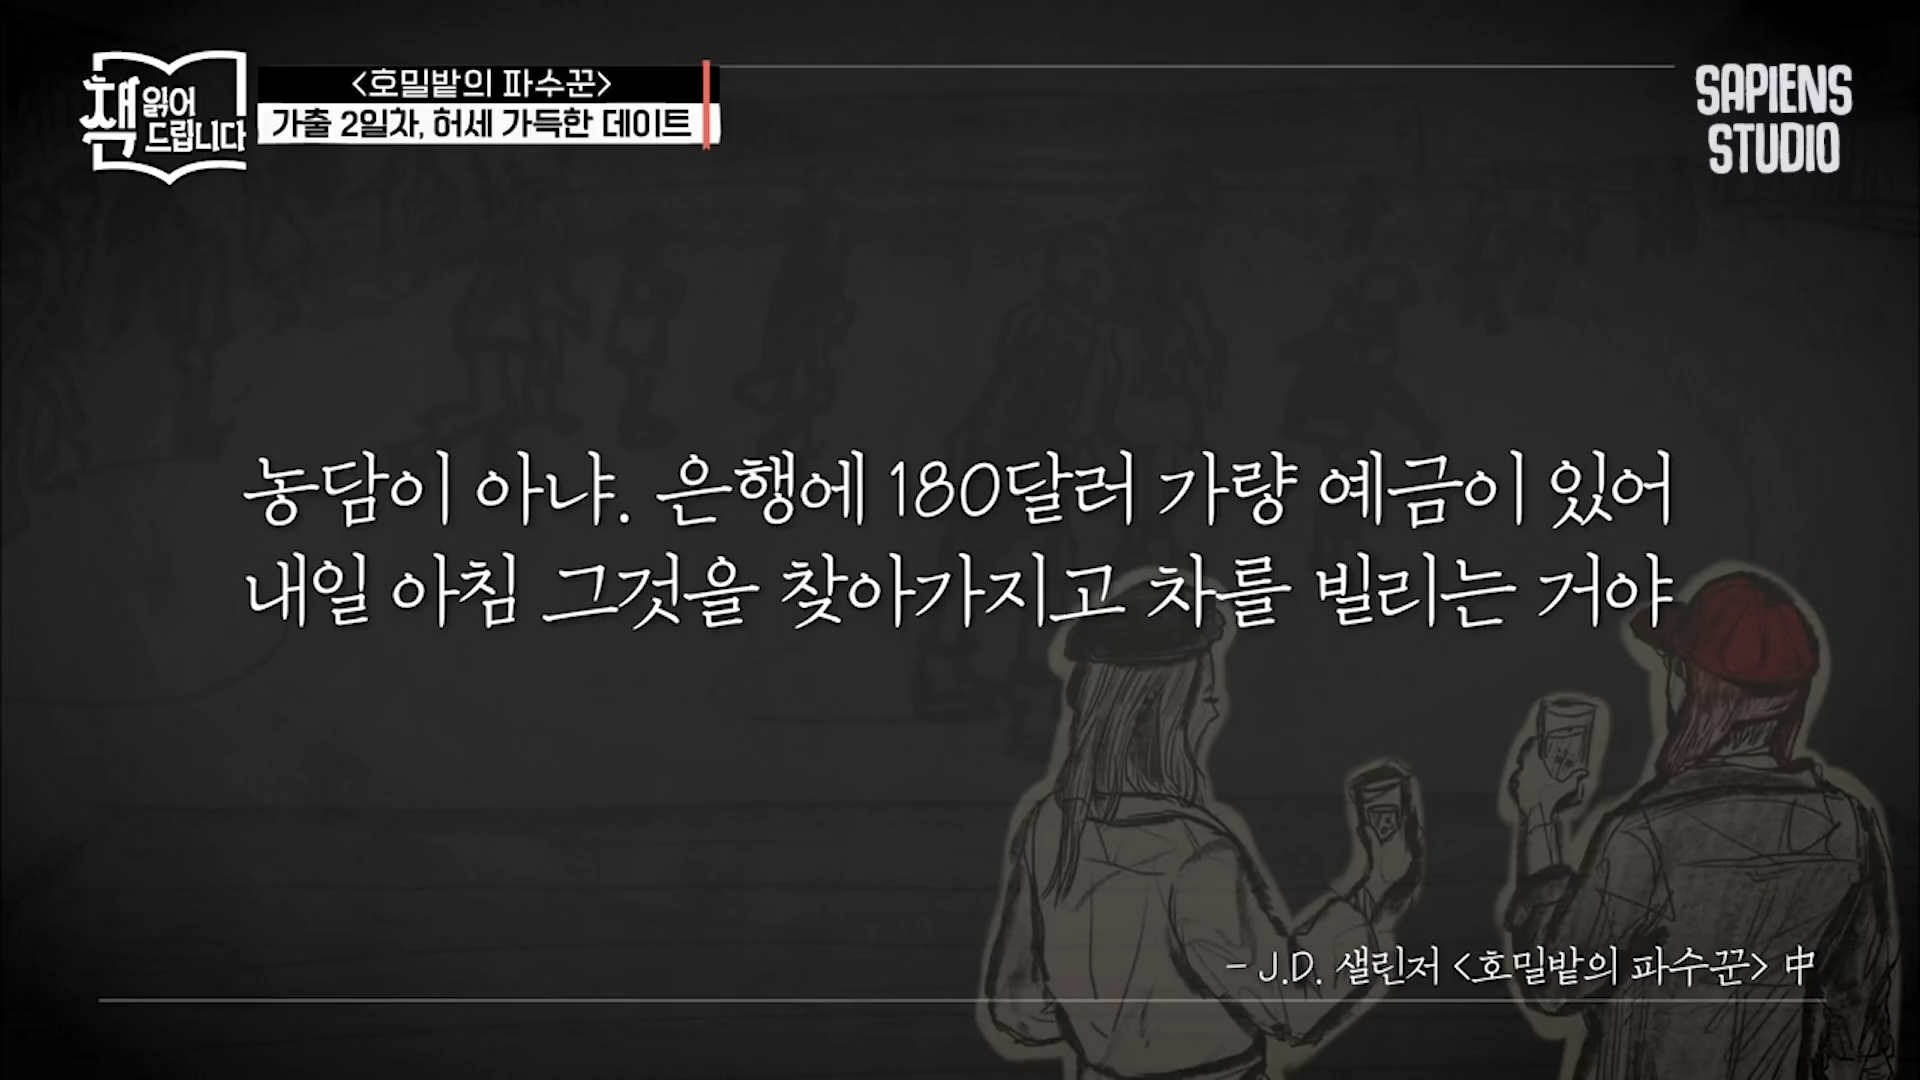 책 읽어
드립니다
<호밀밭의 파수꾼>
가출 2일차, 허세 가득한 데이트
SAPIENS
STUDIO
농담이 아냐. 은행에 180달러 가량 예금이 있어
내일 아침 그것을 찾아가지고 차를 빌리는 거야
- J.D. 샐린저 <호밀밭의 파수꾼> 中